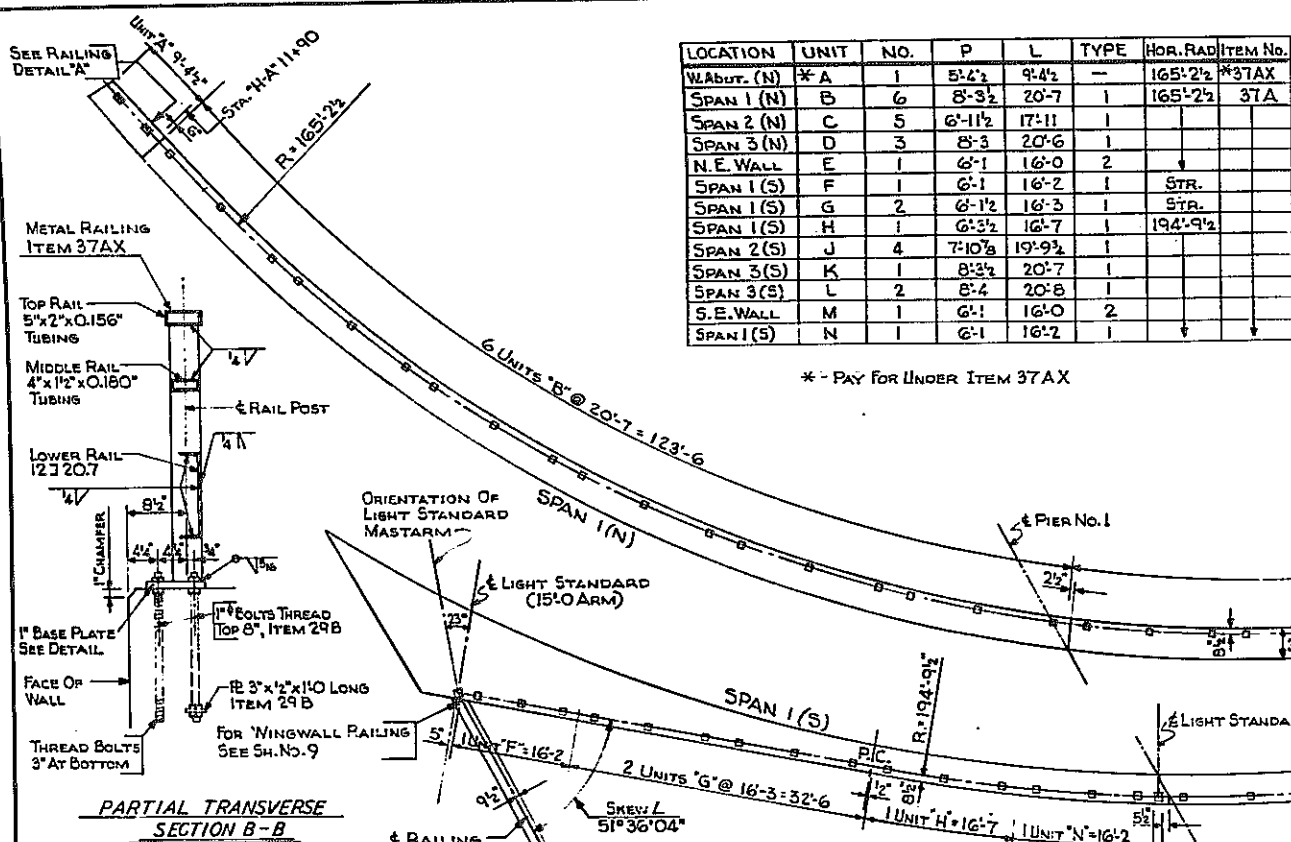 SEE RAILING
DETAIL "A"
UNIT "A" 9'-4½"
STA. "H-A" 11+90
6"
R = 165'-2½
METAL RAILING
ITEM 37AX
TOP RAIL
5"x2"x0.156"
TUBING
¼
MIDDLE RAIL
4"x1½"x0.180"
TUBING
℄ RAIL POST
¼
LOWER RAIL
12 ⊐ 20.7
¼
8½"
1" CHAMFER
4¼"
¾"
5/16
1" BASE PLATE
SEE DETAIL
1"ϕ BOLTS THREAD
TOP 8", ITEM 29B
FACE OF
WALL
PL 3"x½"x1'-0 LONG
ITEM 29B
THREAD BOLTS
3" AT BOTTOM
PARTIAL TRANSVERSE
SECTION B-B
LOCATION UNIT NO. P L TYPE HOR. RAD ITEM No.
W.ABUT. (N) * A 1 5'-4½ 9'-4½ — 165'-2½ *37AX
SPAN 1 (N) B 6 8'-3½ 20'-7 1 165'-2½ 37A
SPAN 2 (N) C 5 6'-11½ 17'-11 1
SPAN 3 (N) D 3 8'-3 20'-6 1
N.E. WALL E 1 6'-1 16'-0 2
SPAN 1 (S) F 1 6'-1 16'-2 1 STR.
SPAN 1 (S) G 2 6'-1½ 16'-3 1 STR.
SPAN 1 (S) H 1 6'-3½ 16'-7 1 194'-9½
SPAN 2 (S) J 4 7'-10⅞ 19'-9½ 1
SPAN 3 (S) K 1 8'-3½ 20'-7 1
SPAN 3 (S) L 2 8'-4 20'-8 1
S.E. WALL M 1 6'-1 16'-0 2
SPAN 1 (S) N 1 6'-1 16'-2 1
* - PAY FOR UNDER ITEM 37AX
6 UNITS "B" @ 20'-7 = 123'-6
SPAN 1 (N)
℄ PIER NO. 1
2½"
8½"
ORIENTATION OF
LIGHT STANDARD
MASTARM
℄ LIGHT STANDARD
(15'-0 ARM)
23°
SPAN 1 (S)
R = 194'-9½"
℄ LIGHT STANDA
FOR WINGWALL RAILING
SEE SH. NO. 9
5"
1 UNIT "F" = 16'-2
2 UNITS "G" @ 16'-3 = 32'-6
P.C.
½"
8½"
1 UNIT "H" = 16'-7
1 UNIT "N" = 16'-2
5½"
9½"
SKEW L
51°36'04"
℄ RAILING